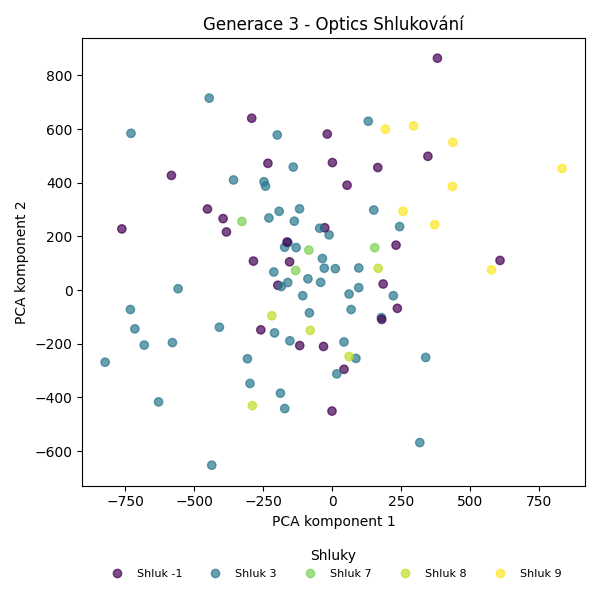 Generace 3 - Optics Shlukování
800
600
400
200
0
−200
−400
−600
PCA komponent 2
−750 −500 −250 0 250 500 750
PCA komponent 1
Shluky
Shluk -1 Shluk 3 Shluk 7 Shluk 8 Shluk 9